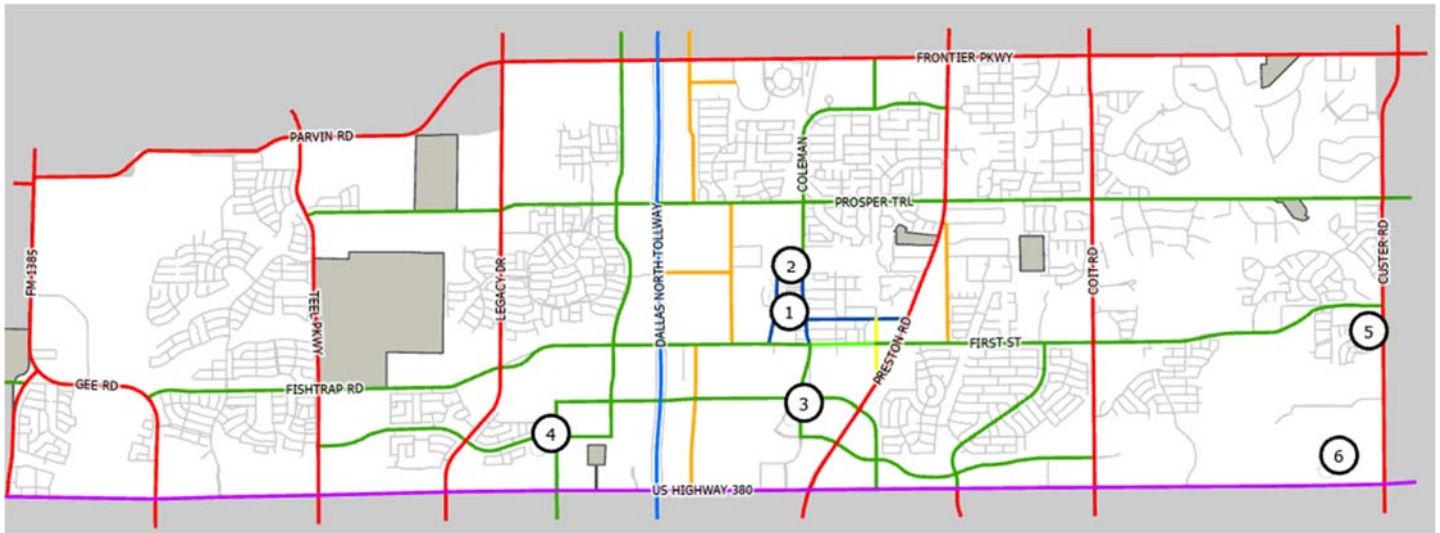 FRONTIER PKWY
PARVIN RD
COLEMAN
PROSPER TRL
FM-1385
TEEL PKWY
LEGACY DR
DALLAS NORTH TOLLWAY
2
1
COIT RD
CUSTER RD
PRESTON RD
FIRST ST
5
GEE RD
FISHTRAP RD
3
4
6
US HIGHWAY 380